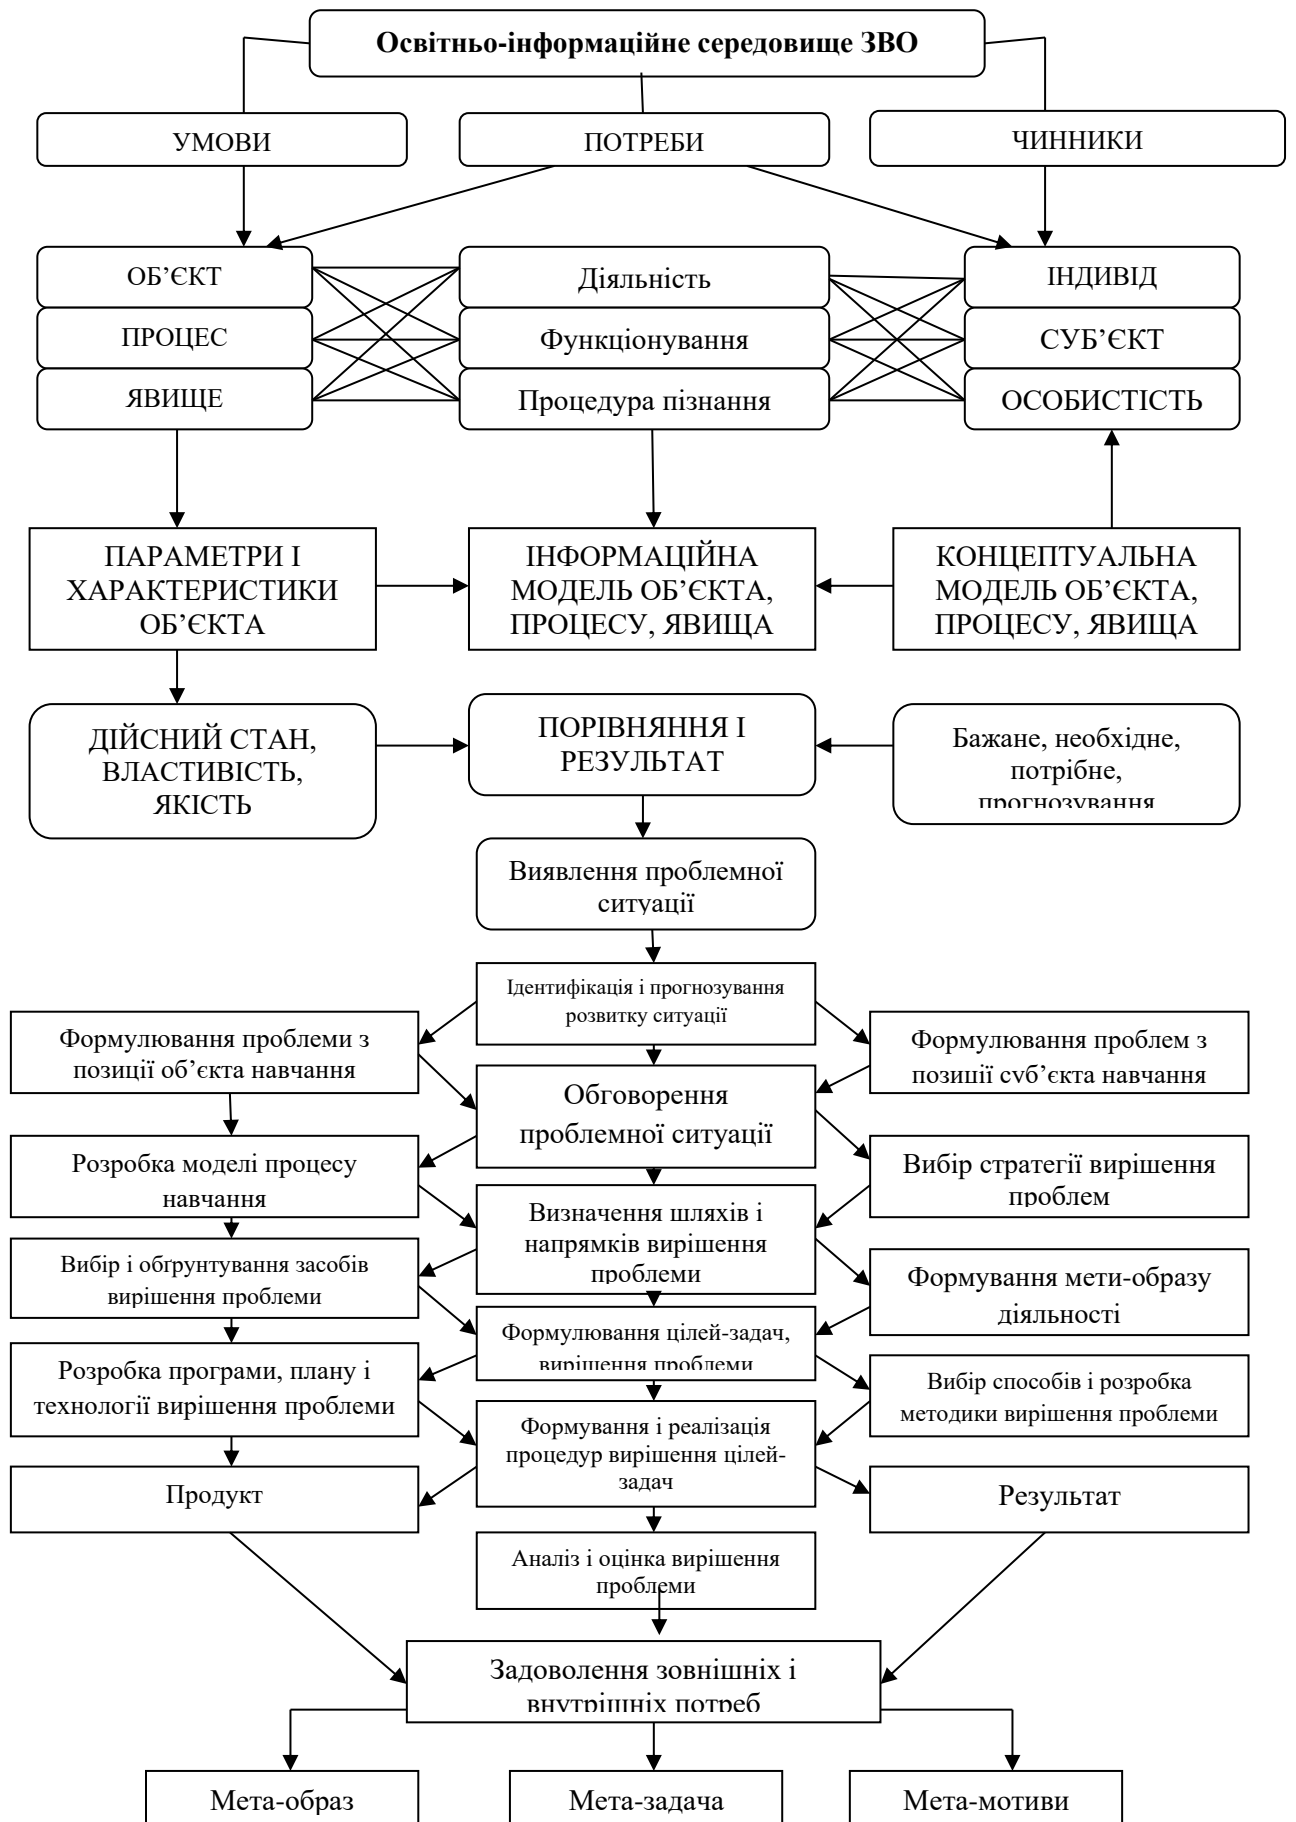 Освітньо-інформаційне середовище ЗВО
УМОВИ
ПОТРЕБИ
ЧИННИКИ
ОБ’ЄКТ
Діяльність
ІНДИВІД
ПРОЦЕС
Функціонування
СУБ’ЄКТ
ЯВИЩЕ
Процедура пізнання
ОСОБИСТІСТЬ
ПАРАМЕТРИ І
ХАРАКТЕРИСТИКИ
ОБ’ЄКТА
ІНФОРМАЦІЙНА
МОДЕЛЬ ОБ’ЄКТА,
ПРОЦЕСУ, ЯВИЩА
КОНЦЕПТУАЛЬНА
МОДЕЛЬ ОБ’ЄКТА,
ПРОЦЕСУ, ЯВИЩА
ДІЙСНИЙ СТАН,
ВЛАСТИВІСТЬ,
ЯКІСТЬ
ПОРІВНЯННЯ І
РЕЗУЛЬТАТ
Бажане, необхідне,
потрібне,
прогнозування
Виявлення проблемної
ситуації
Ідентифікація і прогнозування
розвитку ситуації
Формулювання проблеми з
позиції об’єкта навчання
Формулювання проблем з
позиції суб’єкта навчання
Обговорення
проблемної ситуації
Розробка моделі процесу
навчання
Вибір стратегії вирішення
проблем
Визначення шляхів і
напрямків вирішення
проблеми
Вибір і обґрунтування засобів
вирішення проблеми
Формування мети-образу
діяльності
Формулювання цілей-задач,
вирішення проблеми
Розробка програми, плану і
технології вирішення проблеми
Вибір способів і розробка
методики вирішення проблеми
Формування і реалізація
процедур вирішення цілей-
задач
Продукт
Результат
Аналіз і оцінка вирішення
проблеми
Задоволення зовнішніх і
внутрішніх потреб
Мета-образ
Мета-задача
Мета-мотиви